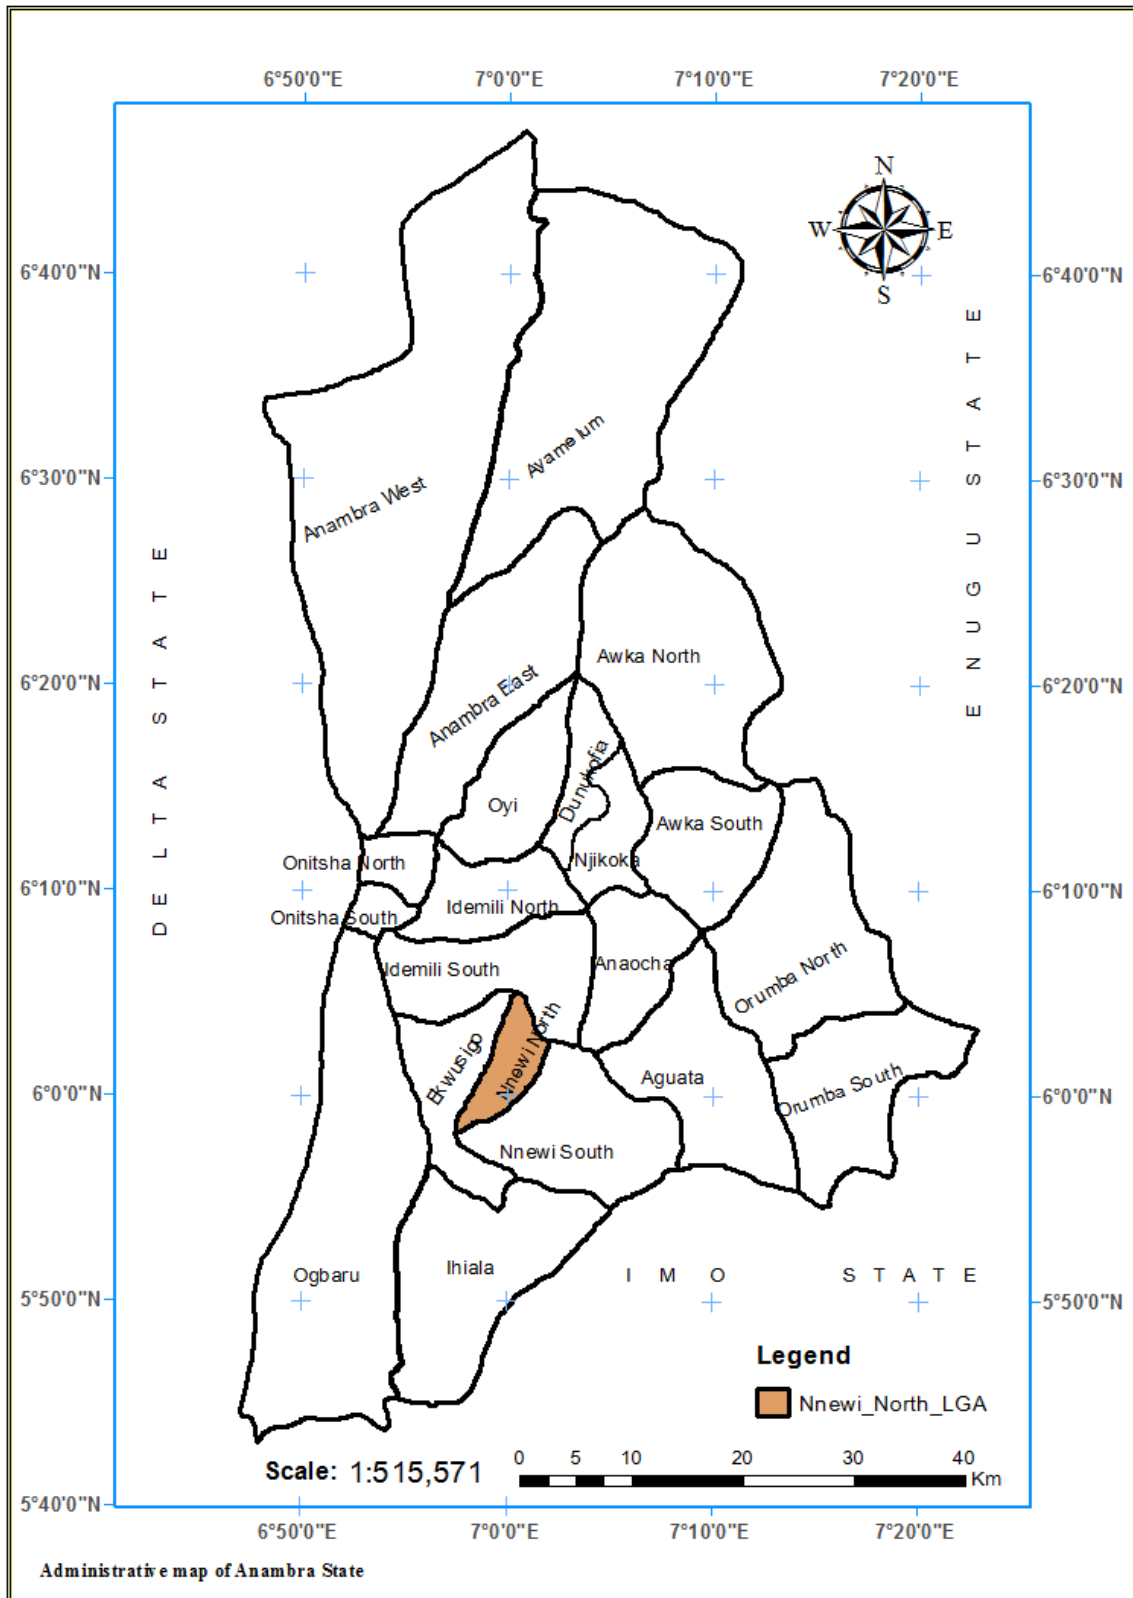 6°50'0"E 7°0'0"E 7°10'0"E 7°20'0"E
N
W E
S
6°40'0"N 6°40'0"N
ENUGU STATE
Ayamelum
6°30'0"N 6°30'0"N
Anambra West
DELTA STATE
Awka North
6°20'0"N 6°20'0"N
Anambra East
Dunukofia
Oyi
Awka South
Onitsha North
Njikoka
6°10'0"N 6°10'0"N
Idemili North
Onitsha South
Idemili South
Anaocha
Orumba North
Nnewi North
Ekwusigo
Aguata
Orumba South
6°0'0"N 6°0'0"N
Nnewi South
Ihiala
Ogbaru
IMO STATE
5°50'0"N 5°50'0"N
Legend
Nnewi_North_LGA
0 5 10 20 30 40
Scale: 1:515,571
Km
5°40'0"N
6°50'0"E 7°0'0"E 7°10'0"E 7°20'0"E
Administrative map of Anambra State